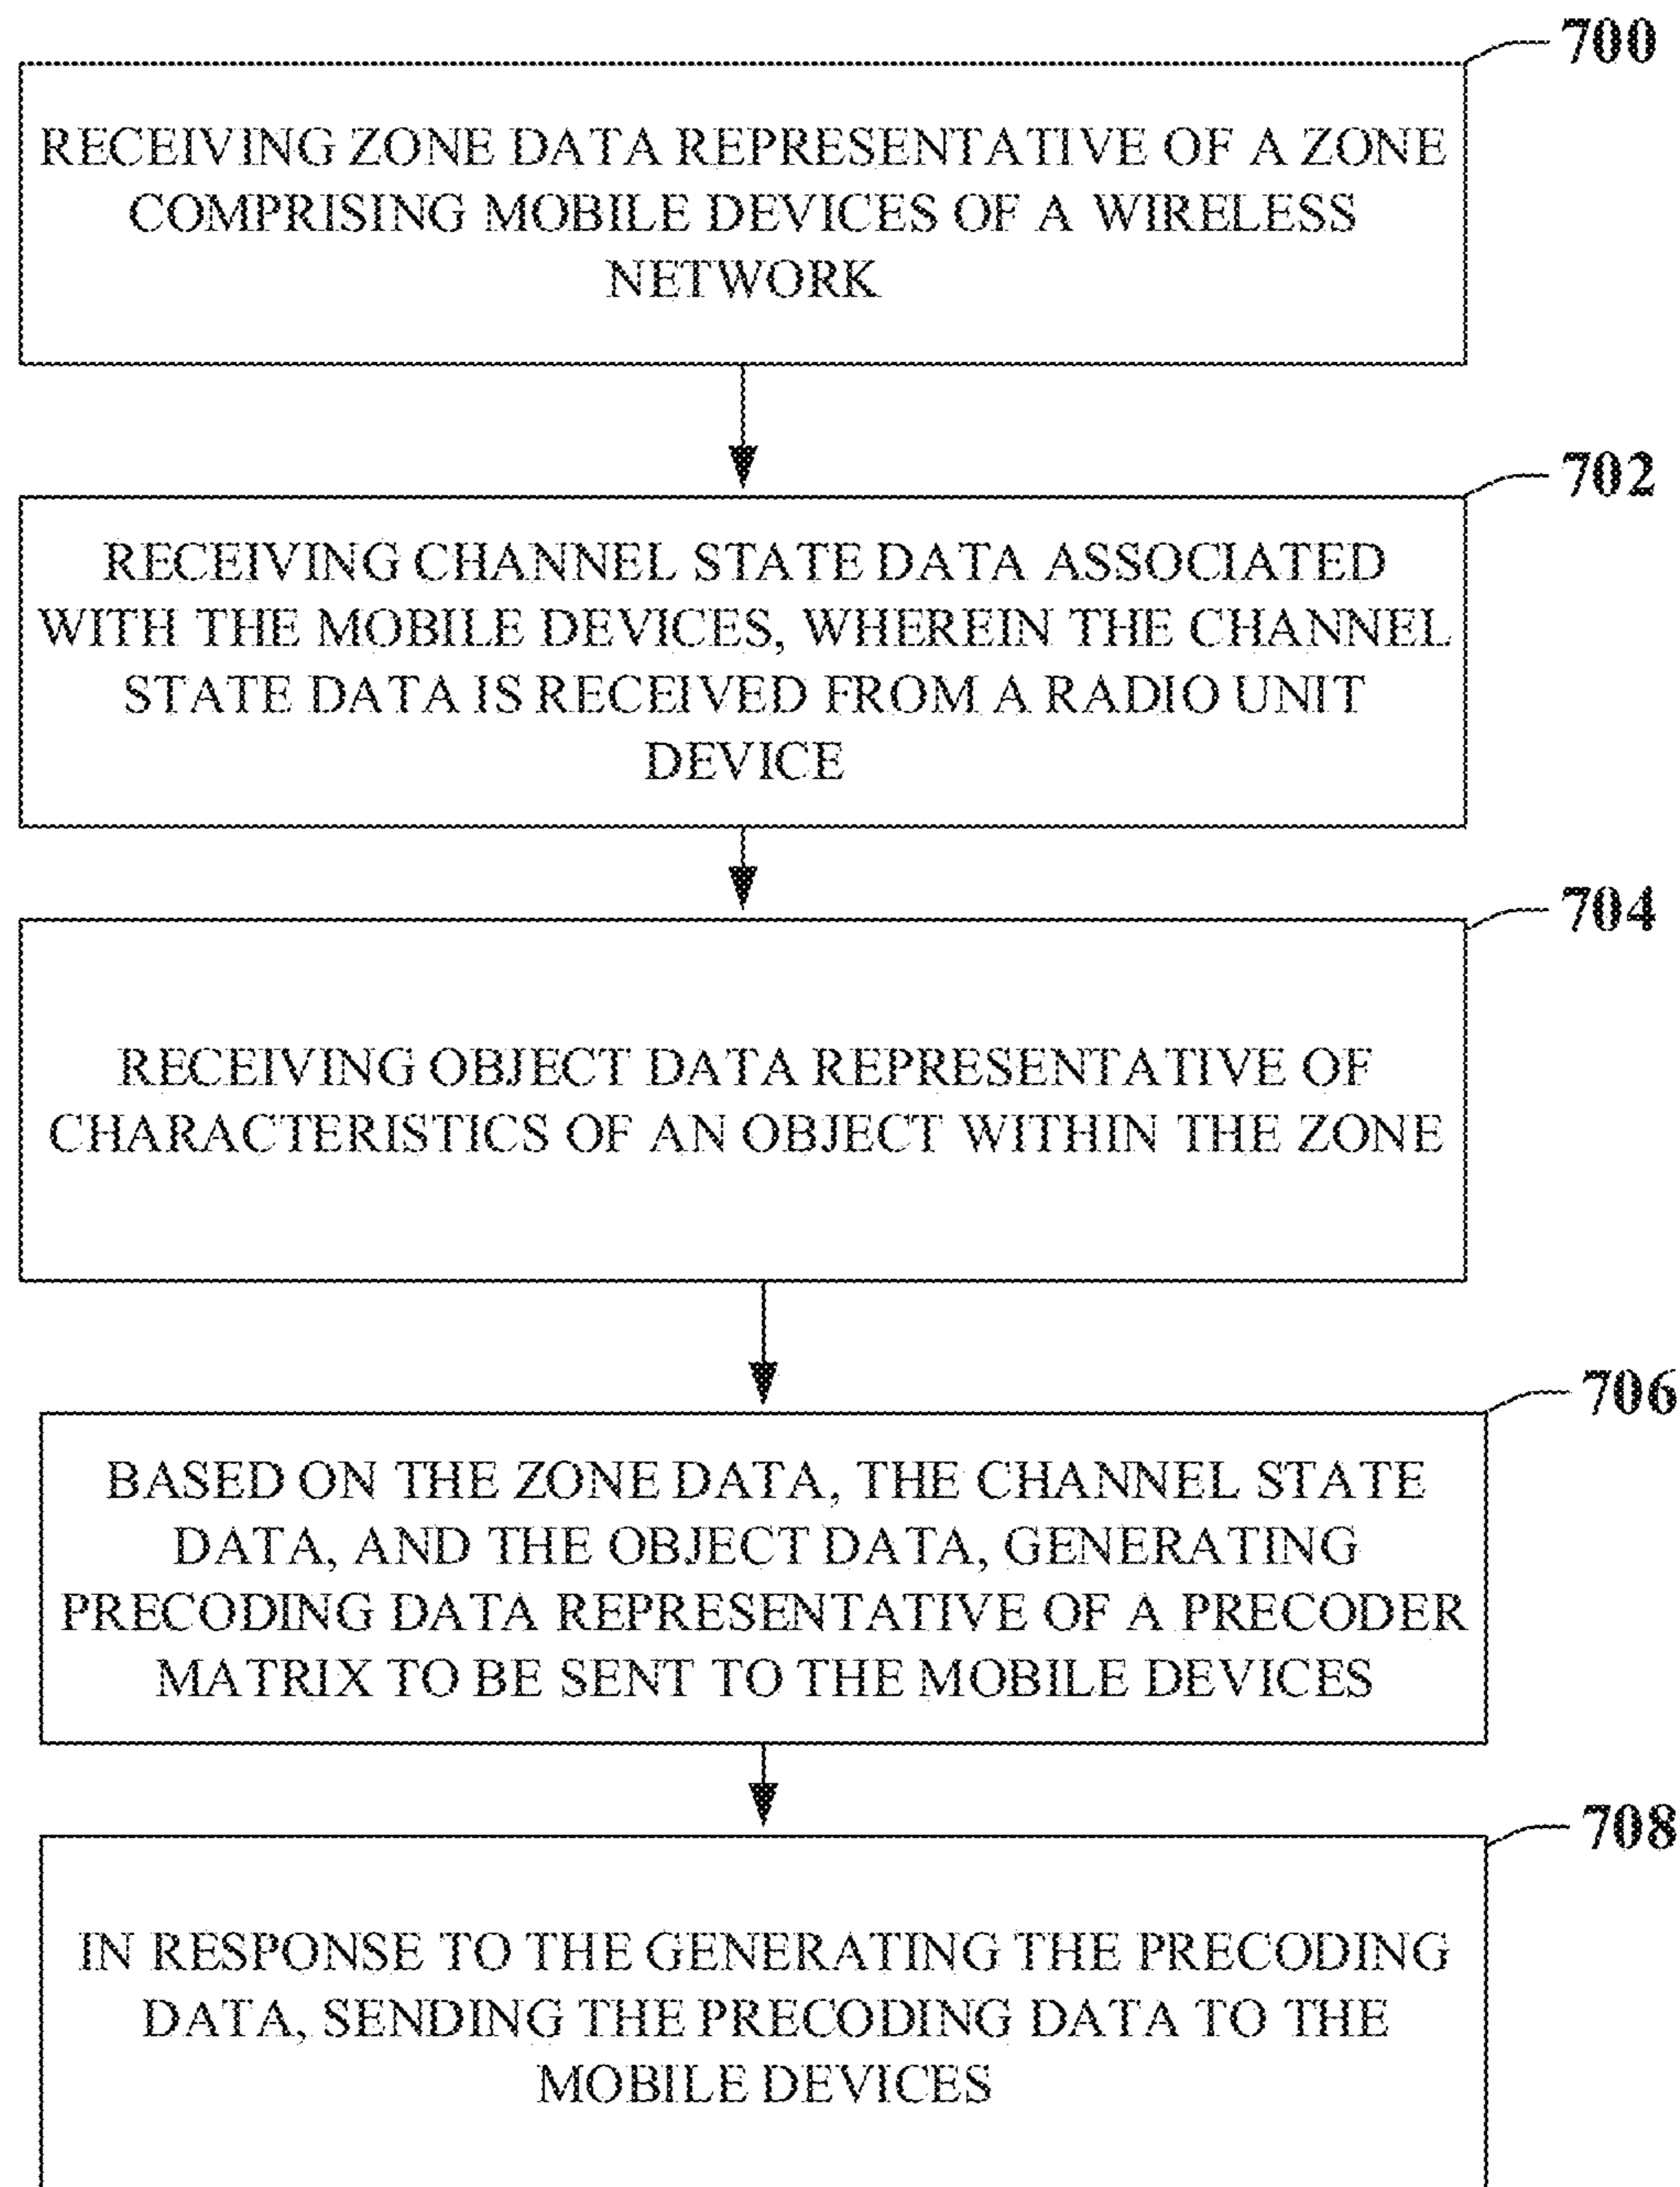 700
RECEIVING ZONE DATA REPRESENTATIVE OF A ZONE
COMPRISING MOBILE DEVICES OF A WIRELESS
NETWORK
702
RECEIVING CHANNEL STATE DATA ASSOCIATED
WITH THE MOBILE DEVICES, WHEREIN THE CHANNEL
STATE DATA IS RECEIVED FROM A RADIO UNIT
DEVICE
704
RECEIVING OBJECT DATA REPRESENTATIVE OF
CHARACTERISTICS OF AN OBJECT WITHIN THE ZONE
706
BASED ON THE ZONE DATA, THE CHANNEL STATE
DATA, AND THE OBJECT DATA, GENERATING
PRECODING DATA REPRESENTATIVE OF A PRECODER
MATRIX TO BE SENT TO THE MOBILE DEVICES
708
IN RESPONSE TO THE GENERATING THE PRECODING
DATA, SENDING THE PRECODING DATA TO THE
MOBILE DEVICES